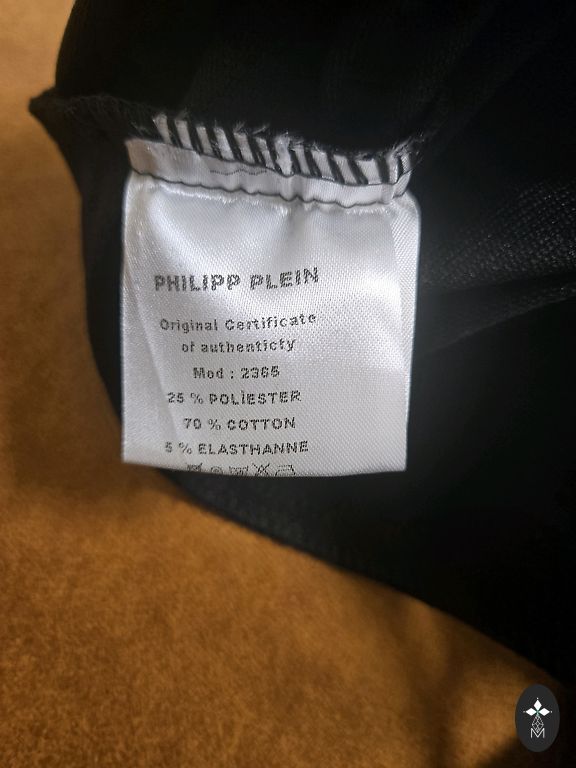 PHILIPP PLEIN
Original Certificate
of authenticty
Mod : 2365
25 % POLİESTER
70 % COTTON
5 % ELASTHANNE
M